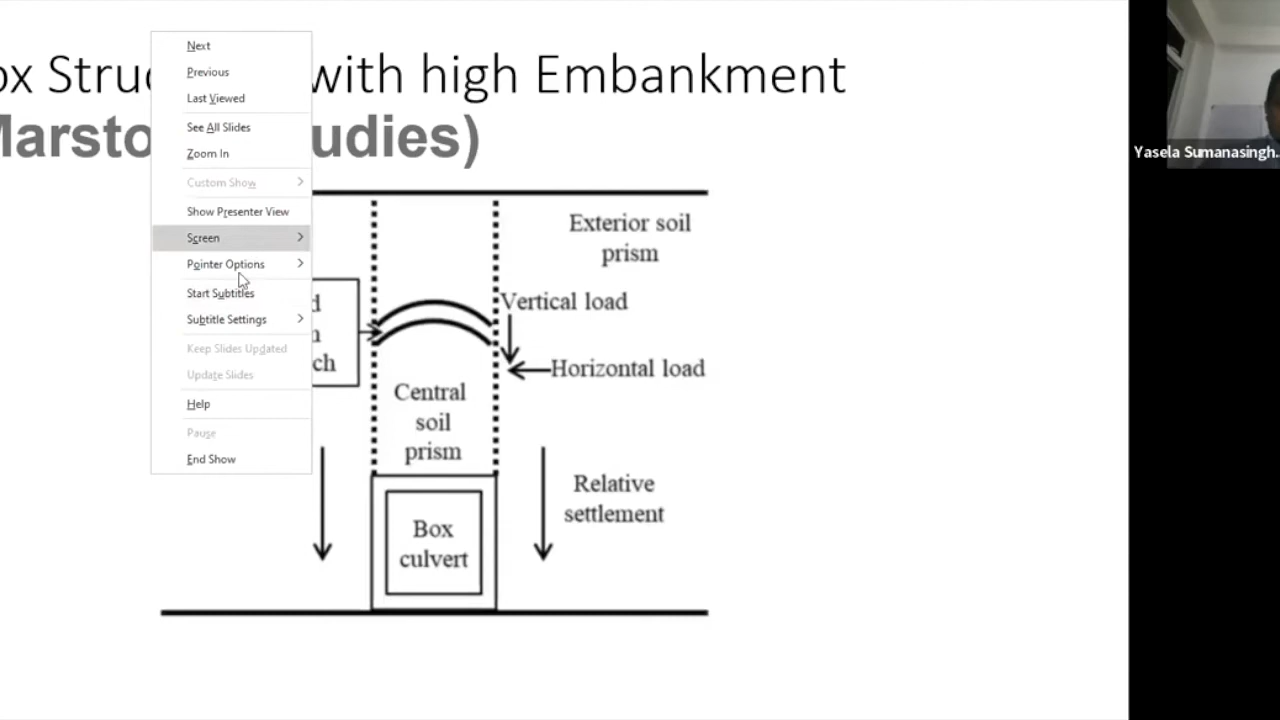 ox Struc with high Embankment
Marsto udies)
Next
Previous
Last Viewed
See All Slides
Zoom In
Custom Show
Show Presenter View
Screen
Pointer Options
Start Subtitles
Subtitle Settings
Keep Slides Updated
Update Slides
Help
Pause
End Show
Exterior soil
prism
Vertical load
Horizontal load
d
n
ch
Central
soil
prism
Relative
settlement
Box
culvert
Yasela Sumanasingh...